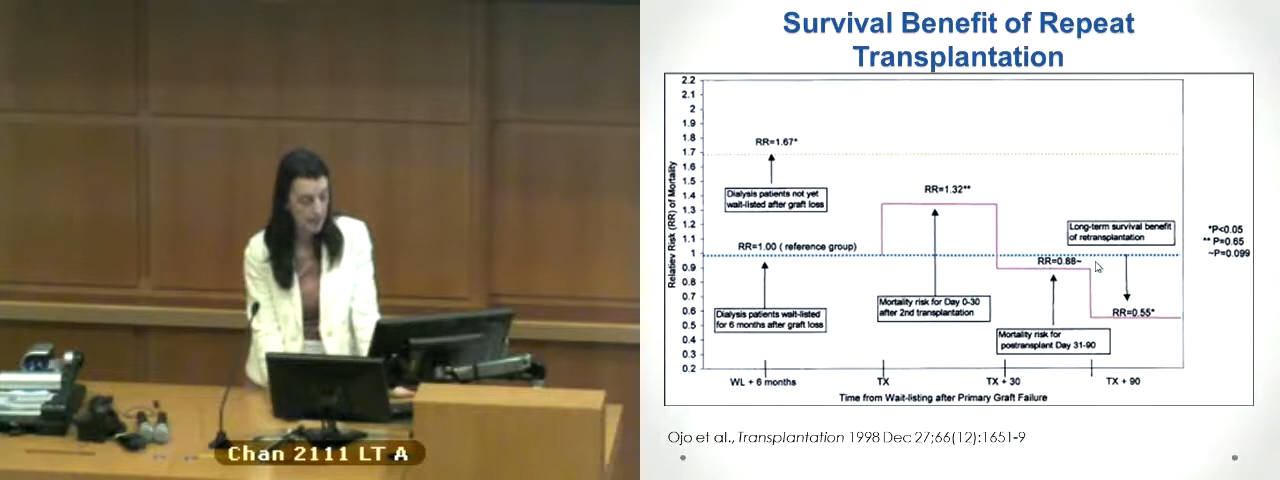 Chan 2111 LT A
Survival Benefit of Repeat
Transplantation
Relatiev Risk (RR) of Mortality
2.2
2.1
2
1.9
1.8
1.7
1.6
1.5
1.4
1.3
1.2
1.1
1
0.9
0.8
0.7
0.6
0.5
0.4
0.3
0.2
RR=1.67*
Dialysis patients not yet
wait-listed after graft loss
RR=1.00 ( reference group)
Dialysis patients wait-listed
for 6 months after graft loss
RR=1.32**
Mortality risk for Day 0-30
after 2nd transplantation
RR=0.88~
Mortality risk for
postransplant Day 31-90
Long-term survival benefit
of retransplantation
RR=0.55*
*P<0.05
** P=0.65
~P=0.099
WL + 6 months
TX
TX + 30
TX + 90
Time from Wait-listing after Primary Graft Failure
Ojo et al., Transplantation 1998 Dec 27;66(12):1651-9